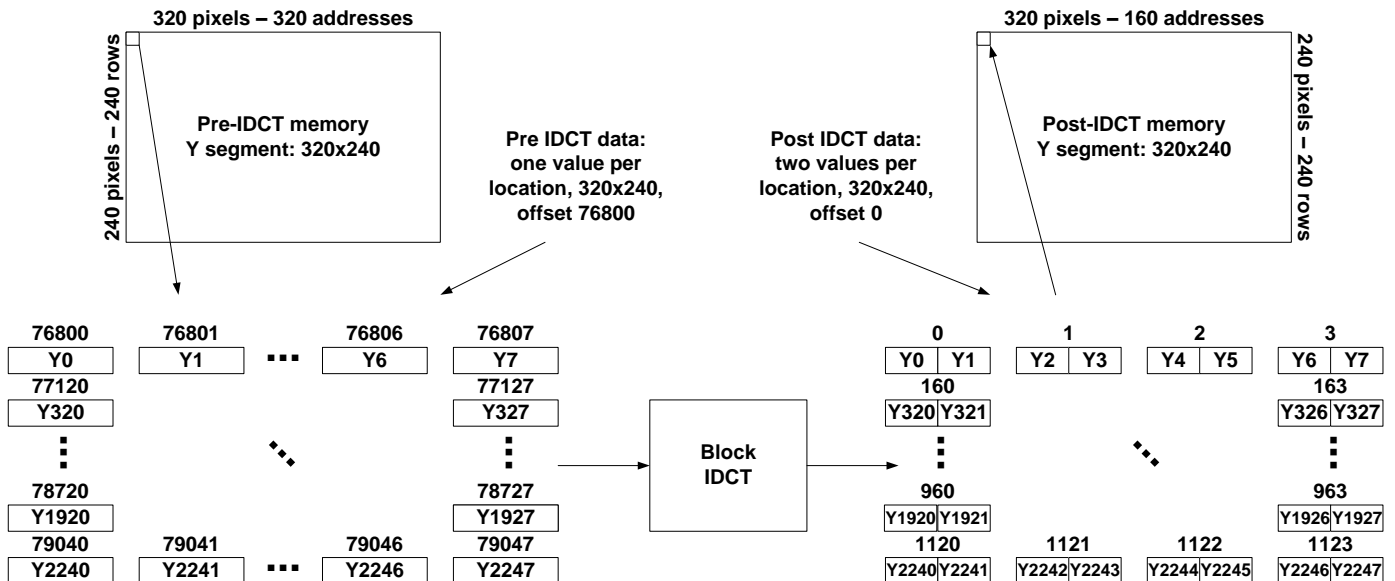 320 pixels – 320 addresses
240 pixels – 240 rows
Pre-IDCT memory
Y segment: 320x240
Pre IDCT data:
one value per
location, 320x240,
offset 76800
Post IDCT data:
two values per
location, 320x240,
offset 0
320 pixels – 160 addresses
Post-IDCT memory
Y segment: 320x240
240 pixels – 240 rows
76800 76801 76806 76807
Y0 Y1 Y6 Y7
77120 77127
Y320 Y327
78720 78727
Y1920 Y1927
79040 79041 79046 79047
Y2240 Y2241 Y2246 Y2247
Block
IDCT
0 1 2 3
Y0 Y1 Y2 Y3 Y4 Y5 Y6 Y7
160 163
Y320 Y321 Y326 Y327
960 963
Y1920 Y1921 Y1926 Y1927
1120 1121 1122 1123
Y2240 Y2241 Y2242 Y2243 Y2244 Y2245 Y2246 Y2247